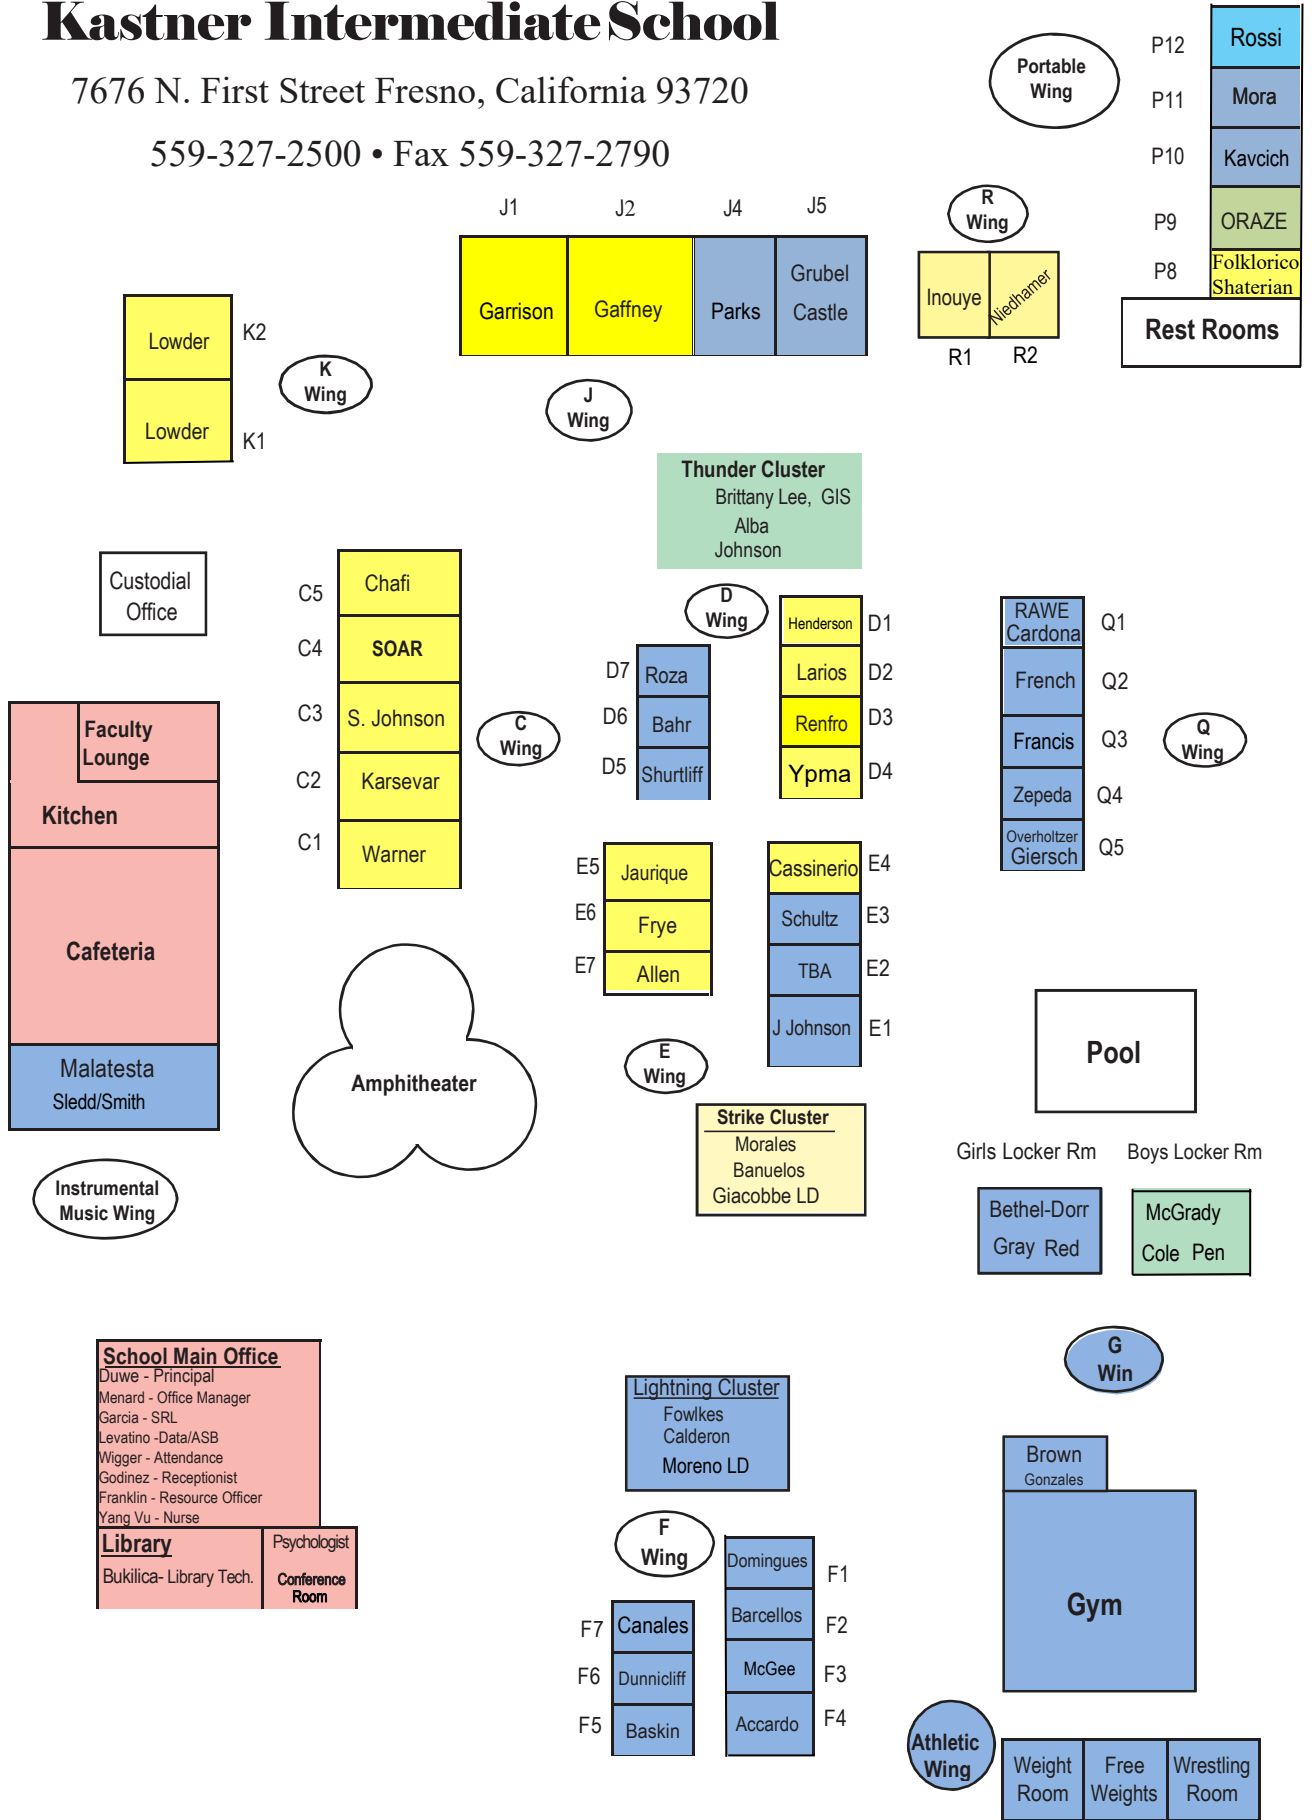 Kastner Intermediate School
7676 N. First Street Fresno, California 93720
559-327-2500 • Fax 559-327-2790
Portable
Wing
P12
Rossi
P11
Mora
P10
Kavcich
P9
ORAZE
P8
Folklorico
Shaterian
Rest Rooms
R
Wing
Inouye
Niedhamer
R1
R2
J1
J2
J4
J5
Garrison
Gaffney
Parks
Grubel
Castle
J
Wing
Lowder
K2
Lowder
K1
K
Wing
Thunder Cluster
Brittany Lee, GIS
Alba
Johnson
Custodial
Office
C5
Chafi
C4
SOAR
C3
S. Johnson
C2
Karsevar
C1
Warner
C
Wing
D
Wing
Henderson
D1
Larios
D2
Renfro
D3
Ypma
D4
D7
Roza
D6
Bahr
D5
Shurtliff
RAWE
Cardona
Q1
French
Q2
Francis
Q3
Zepeda
Q4
Overholtzer
Giersch
Q5
Q
Wing
Faculty
Lounge
Kitchen
Cafeteria
Malatesta
Sledd/Smith
Instrumental
Music Wing
Amphitheater
E5
Jaurique
E6
Frye
E7
Allen
Cassinerio
E4
Schultz
E3
TBA
E2
J Johnson
E1
E
Wing
Strike Cluster
Morales
Banuelos
Giacobbe LD
Pool
Girls Locker Rm
Boys Locker Rm
Bethel-Dorr
Gray Red
McGrady
Cole Pen
G
Win
School Main Office
Duwe - Principal
Menard - Office Manager
Garcia - SRL
Levatino -Data/ASB
Wigger - Attendance
Godinez - Receptionist
Franklin - Resource Officer
Yang Vu - Nurse
Library
Bukilica- Library Tech.
Psychologist
Conference
Room
Lightning Cluster
Fowlkes
Calderon
Moreno LD
F
Wing
Domingues
F1
Barcellos
F2
McGee
F3
Accardo
F4
F7
Canales
F6
Dunnicliff
F5
Baskin
Brown
Gonzales
Gym
Athletic
Wing
Weight
Room
Free
Weights
Wrestling
Room